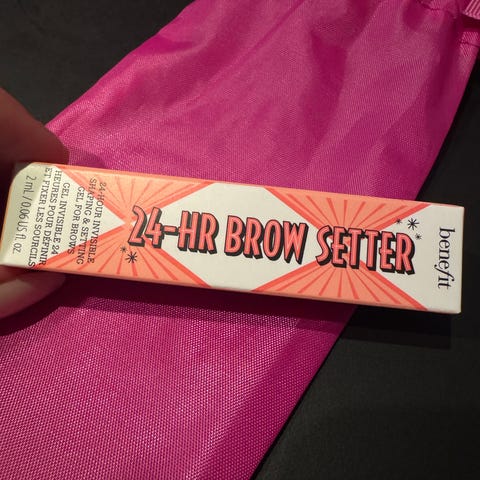 benefit
24-HR BROW SETTER
24-HOUR INVISIBLE
SHAPING & SETTING
GEL FOR BROWS
GEL INVISIBLE 24
HEURES POUR DÉFINIR
ET FIXER LES SOURCILS
2 mL / 0.06 US fl. oz